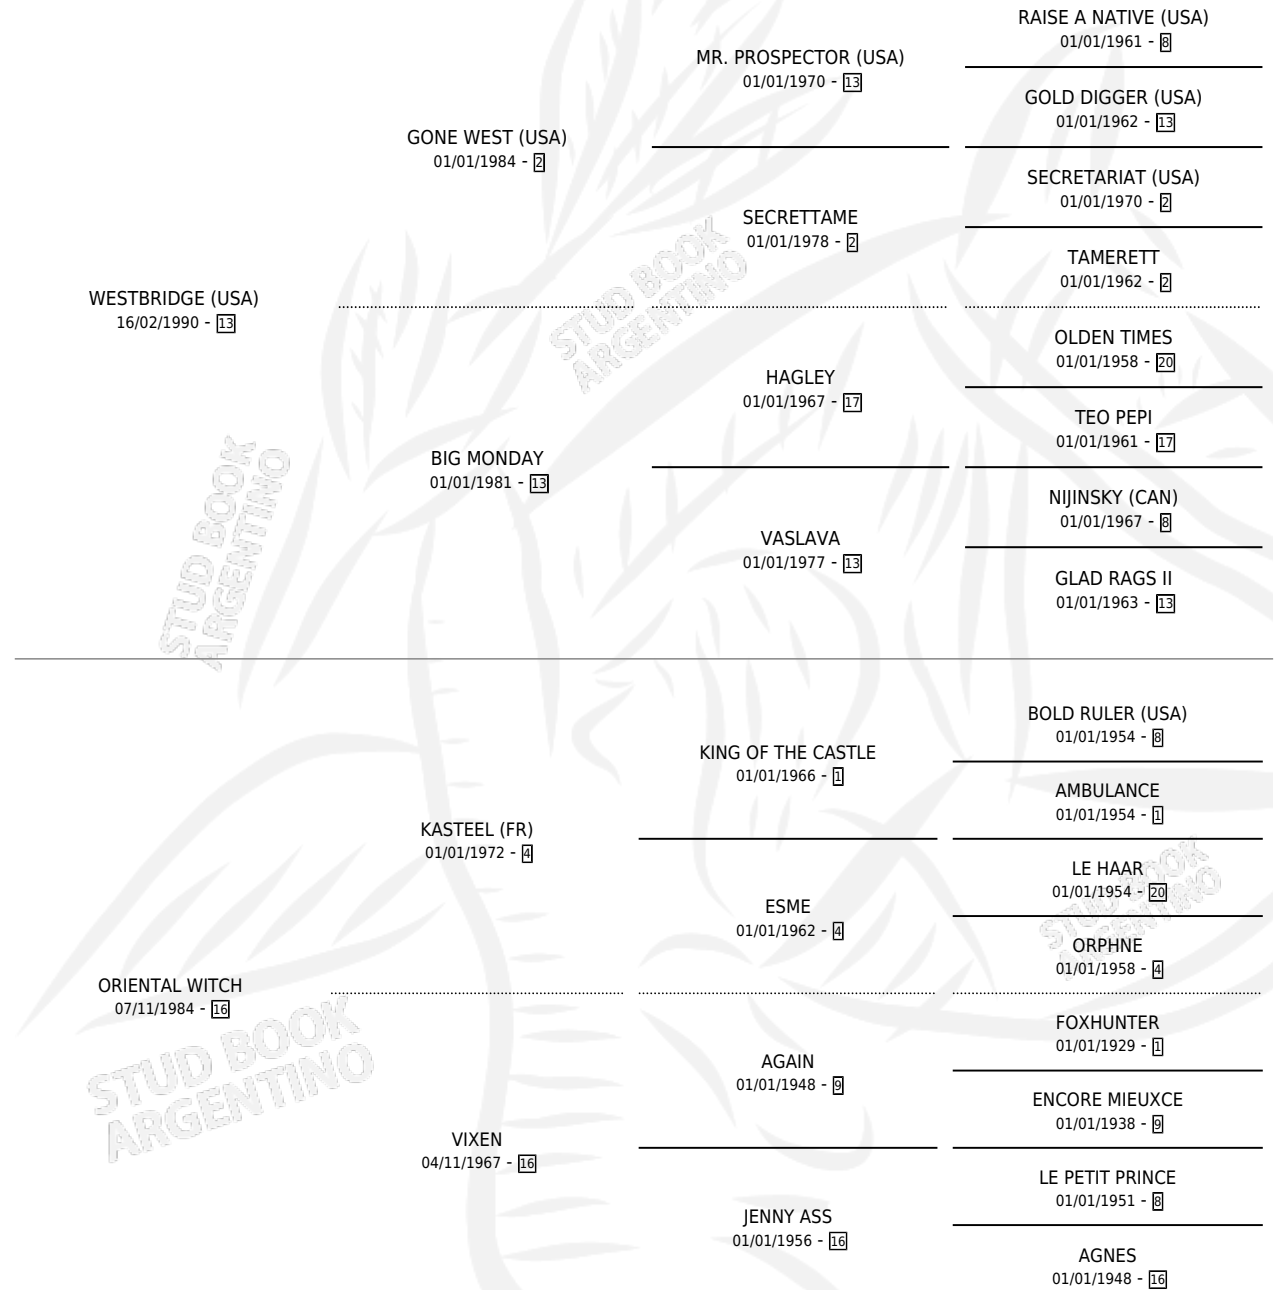 RAISE A NATIVE (USA)
01/01/1961 - 8
MR. PROSPECTOR (USA)
01/01/1970 - 13
GOLD DIGGER (USA)
01/01/1962 - 13
GONE WEST (USA)
01/01/1984 - 2
SECRETARIAT (USA)
01/01/1970 - 2
SECRETTAME
01/01/1978 - 2
TAMERETT
01/01/1962 - 2
WESTBRIDGE (USA)
16/02/1990 - 13
OLDEN TIMES
01/01/1958 - 20
HAGLEY
01/01/1967 - 17
TEO PEPI
01/01/1961 - 17
BIG MONDAY
01/01/1981 - 13
NIJINSKY (CAN)
01/01/1967 - 8
VASLAVA
01/01/1977 - 13
GLAD RAGS II
01/01/1963 - 13
BOLD RULER (USA)
01/01/1954 - 8
KING OF THE CASTLE
01/01/1966 - 1
AMBULANCE
01/01/1954 - 1
KASTEEL (FR)
01/01/1972 - 4
LE HAAR
01/01/1954 - 20
ESME
01/01/1962 - 4
ORPHNE
01/01/1958 - 4
ORIENTAL WITCH
07/11/1984 - 16
FOXHUNTER
01/01/1929 - 1
AGAIN
01/01/1948 - 9
ENCORE MIEUXCE
01/01/1938 - 9
VIXEN
04/11/1967 - 16
LE PETIT PRINCE
01/01/1951 - 8
JENNY ASS
01/01/1956 - 16
AGNES
01/01/1948 - 16
STUD BOOK
ARGENTINO
STUD BOOK
ARGENTINO
STUD BOOK
ARGENTINO
STUD BOOK
ARGENTINO